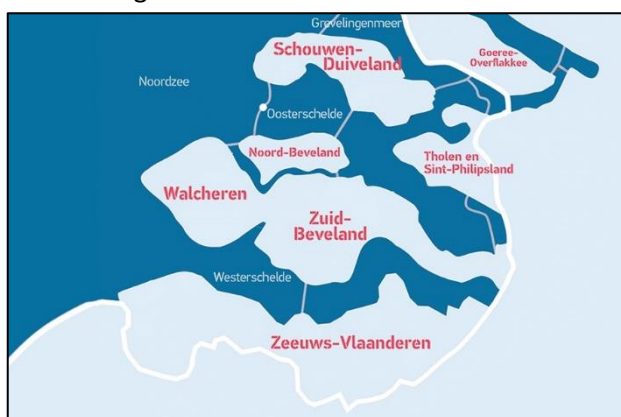 Grevelingenmeer
Schouwen-
Duiveland
Goeree-
Overflakkee
Noordzee
Oosterschelde
Noord-Beveland
Tholen en
Sint-Philipsland
Walcheren
Zuid-
Beveland
Westerschelde
Zeeuws-Vlaanderen